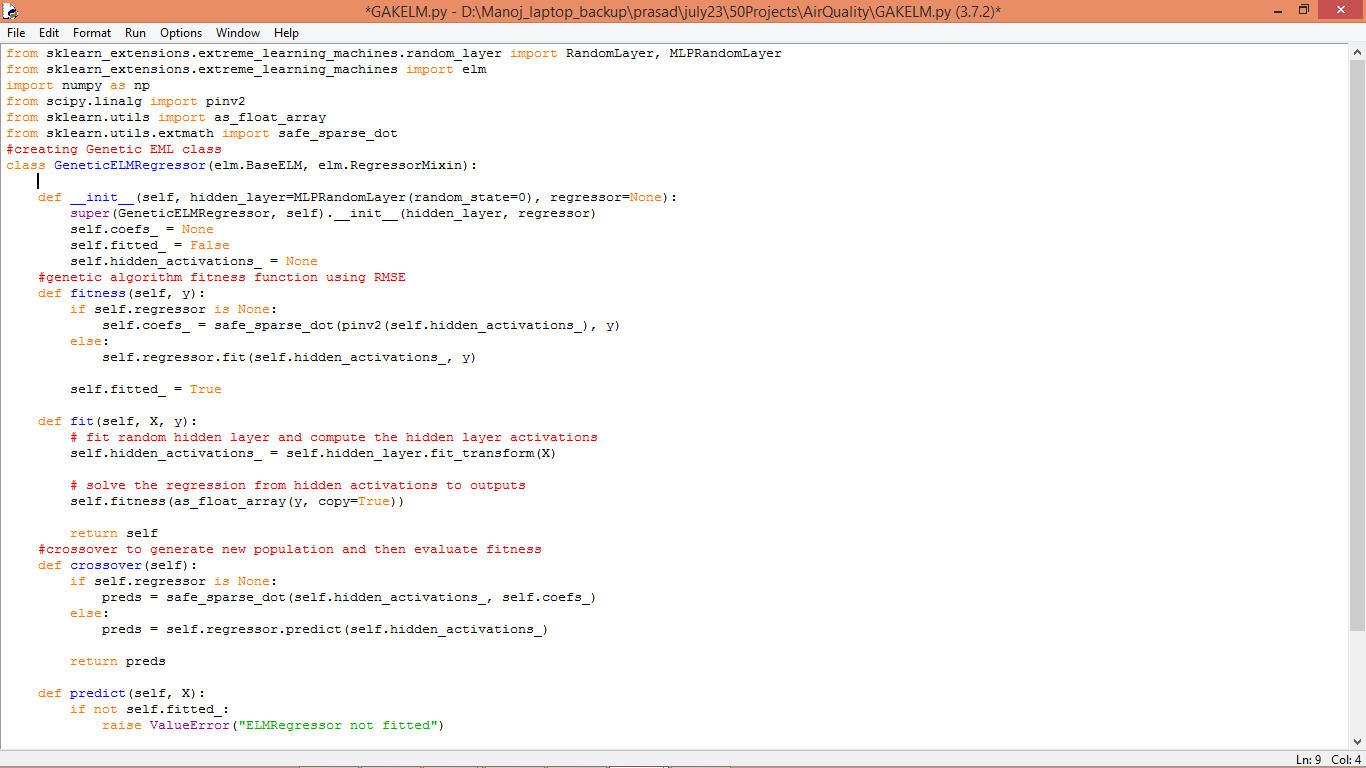 *GAKELM.py - D:\Manoj_laptop_backup\prasad\july23\50Projects\AirQuality\GAKELM.py (3.7.2)*
File Edit Format Run Options Window Help
from sklearn_extensions.extreme_learning_machines.random_layer import RandomLayer, MLPRandomLayer
from sklearn_extensions.extreme_learning_machines import elm
import numpy as np
from scipy.linalg import pinv2
from sklearn.utils import as_float_array
from sklearn.utils.extmath import safe_sparse_dot
#creating Genetic EML class
class GeneticELMRegressor(elm.BaseELM, elm.RegressorMixin):
    def __init__(self, hidden_layer=MLPRandomLayer(random_state=0), regressor=None):
        super(GeneticELMRegressor, self).__init__(hidden_layer, regressor)
        self.coefs_ = None
        self.fitted_ = False
        self.hidden_activations_ = None
    #genetic algorithm fitness function using RMSE
    def fitness(self, y):
        if self.regressor is None:
            self.coefs_ = safe_sparse_dot(pinv2(self.hidden_activations_), y)
        else:
            self.regressor.fit(self.hidden_activations_, y)
        self.fitted_ = True
    def fit(self, X, y):
        # fit random hidden layer and compute the hidden layer activations
        self.hidden_activations_ = self.hidden_layer.fit_transform(X)
        # solve the regression from hidden activations to outputs
        self.fitness(as_float_array(y, copy=True))
        return self
    #crossover to generate new population and then evaluate fitness
    def crossover(self):
        if self.regressor is None:
            preds = safe_sparse_dot(self.hidden_activations_, self.coefs_)
        else:
            preds = self.regressor.predict(self.hidden_activations_)
        return preds
    def predict(self, X):
        if not self.fitted_:
            raise ValueError("ELMRegressor not fitted")
Ln: 9 Col: 4